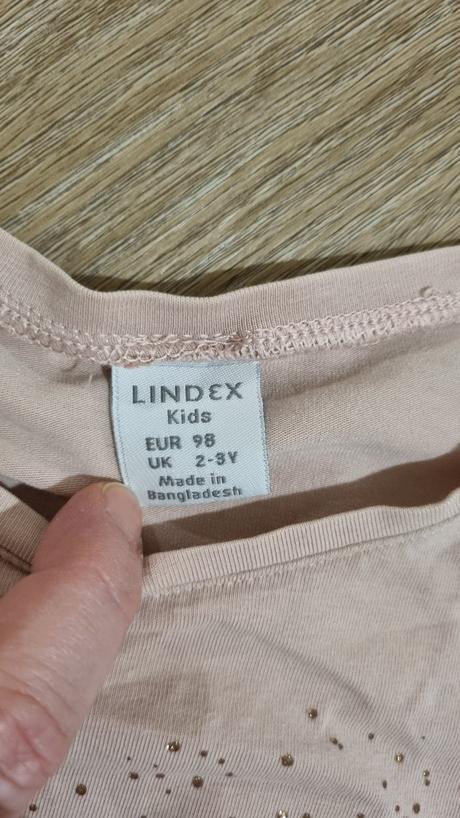 LINDEX
Kids
EUR 98
UK 2-3Y
Made in
Bangladesh